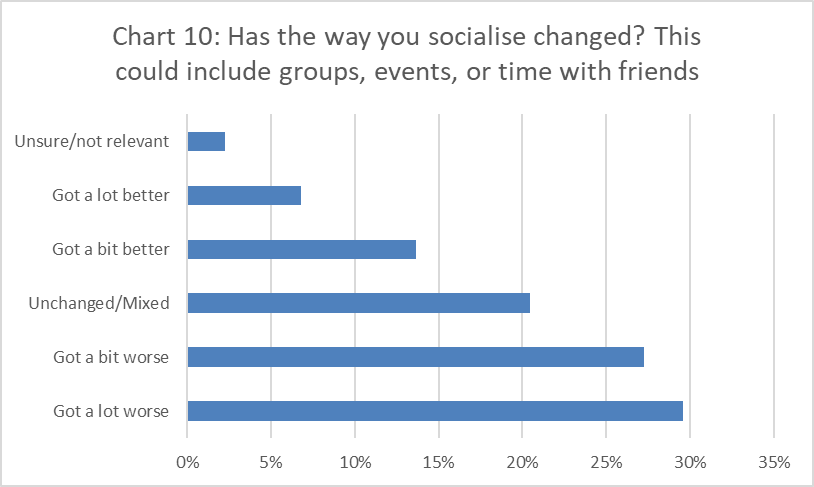 Chart 10: Has the way you socialise changed? This
could include groups, events, or time with friends
Unsure/not relevant
Got a lot better
Got a bit better
Unchanged/Mixed
Got a bit worse
Got a lot worse
0% 5% 10% 15% 20% 25% 30% 35%